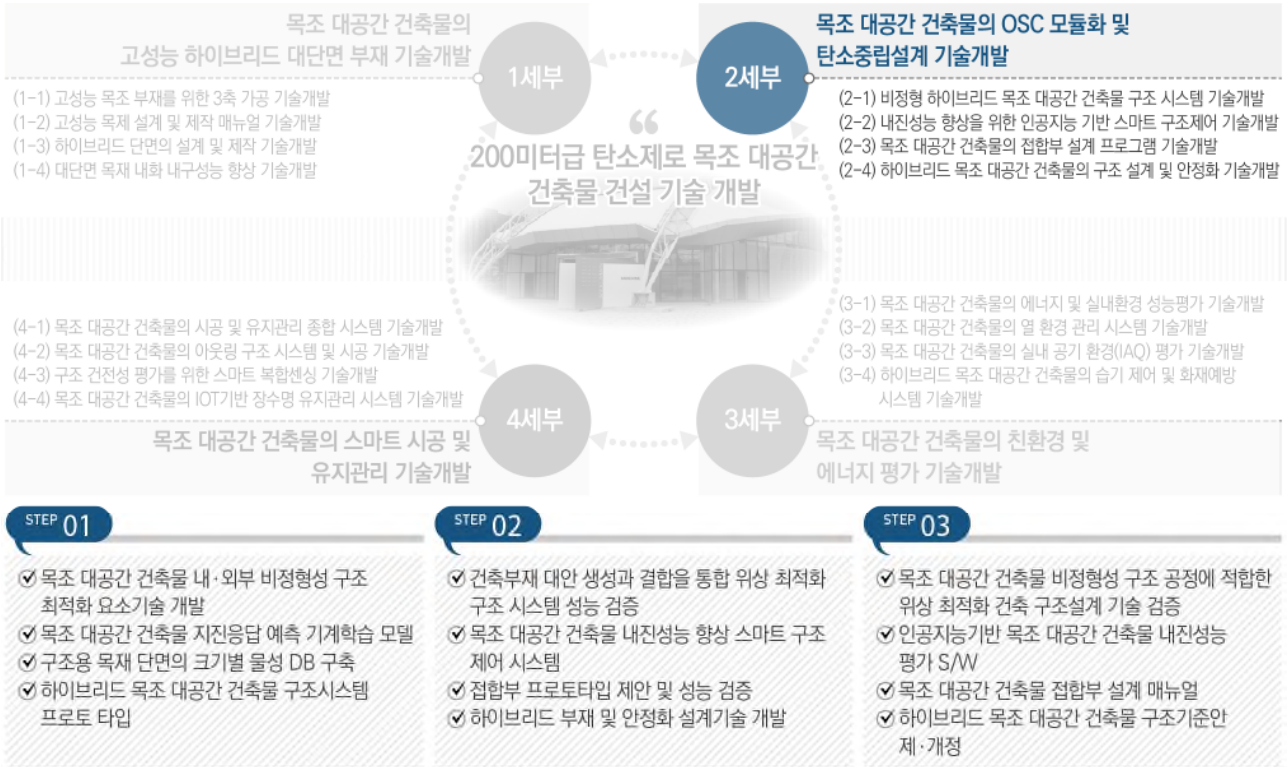 목조 대공간 건축물의
고성능 하이브리드 대단면 부재 기술개발
1세부
(1-1) 고성능 목조 부재를 위한 3축 가공 기술개발
(1-2) 고성능 목제 설계 및 제작 매뉴얼 기술개발
(1-3) 하이브리드 단면의 설계 및 제작 기술개발
(1-4) 대단면 목재 내화 내구성능 향상 기술개발
2세부
목조 대공간 건축물의 OSC 모듈화 및
탄소중립설계 기술개발
(2-1) 비정형 하이브리드 목조 대공간 건축물 구조 시스템 기술개발
(2-2) 내진성능 향상을 위한 인공지능 기반 스마트 구조제어 기술개발
(2-3) 목조 대공간 건축물의 접합부 설계 프로그램 기술개발
(2-4) 하이브리드 목조 대공간 건축물의 구조 설계 및 안정화 기술개발
“
200미터급 탄소제로 목조 대공간
건축물 건설 기술 개발
(4-1) 목조 대공간 건축물의 시공 및 유지관리 종합 시스템 기술개발
(4-2) 목조 대공간 건축물의 아웃링 구조 시스템 및 시공 기술개발
(4-3) 구조 건전성 평가를 위한 스마트 복합센싱 기술개발
(4-4) 목조 대공간 건축물의 IOT기반 장수명 유지관리 시스템 기술개발
4세부
목조 대공간 건축물의 스마트 시공 및
유지관리 기술개발
(3-1) 목조 대공간 건축물의 에너지 및 실내환경 성능평가 기술개발
(3-2) 목조 대공간 건축물의 열 환경 관리 시스템 기술개발
(3-3) 목조 대공간 건축물의 실내 공기 환경(IAQ) 평가 기술개발
(3-4) 하이브리드 목조 대공간 건축물의 습기 제어 및 화재예방
시스템 기술개발
3세부
목조 대공간 건축물의 친환경 및
에너지 평가 기술개발
STEP 01
목조 대공간 건축물 내·외부 비정형성 구조
최적화 요소기술 개발
목조 대공간 건축물 지진응답 예측 기계학습 모델
구조용 목재 단면의 크기별 물성 DB 구축
하이브리드 목조 대공간 건축물 구조시스템
프로토 타입
STEP 02
건축부재 대안 생성과 결합을 통합 위상 최적화
구조 시스템 성능 검증
목조 대공간 건축물 내진성능 향상 스마트 구조
제어 시스템
접합부 프로토타입 제안 및 성능 검증
하이브리드 부재 및 안정화 설계기술 개발
STEP 03
목조 대공간 건축물 비정형성 구조 공정에 적합한
위상 최적화 건축 구조설계 기술 검증
인공지능기반 목조 대공간 건축물 내진성능
평가 S/W
목조 대공간 건축물 접합부 설계 매뉴얼
하이브리드 목조 대공간 건축물 구조기준안
제·개정